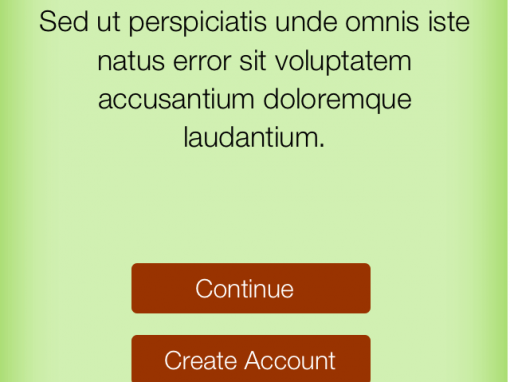 Sed ut perspiciatis unde omnis iste
natus error sit voluptatem
accusantium doloremque
laudantium.
Continue
Create Account